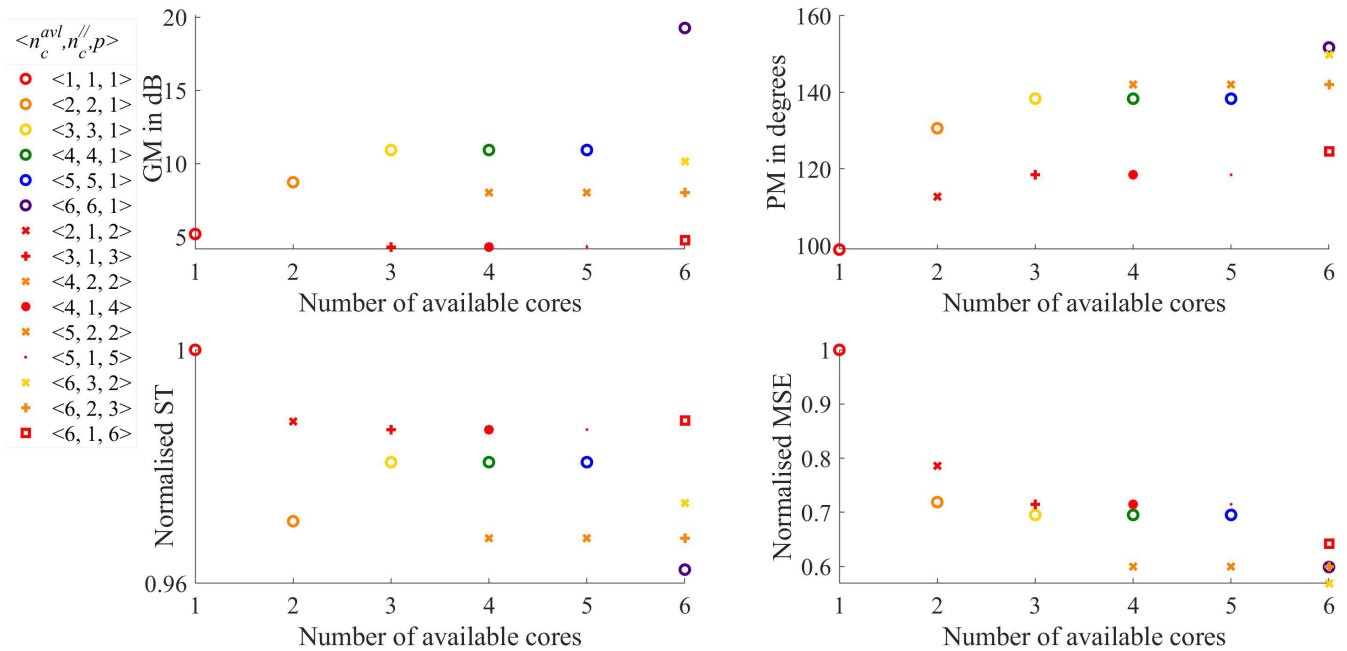 <n_c^avl, n_c^//, p>
<1, 1, 1>
<2, 2, 1>
<3, 3, 1>
<4, 4, 1>
<5, 5, 1>
<6, 6, 1>
<2, 1, 2>
<3, 1, 3>
<4, 2, 2>
<4, 1, 4>
<5, 2, 2>
<5, 1, 5>
<6, 3, 2>
<6, 2, 3>
<6, 1, 6>
GM in dB
20
15
10
5
1 2 3 4 5 6
Number of available cores
PM in degrees
160
140
120
100
1 2 3 4 5 6
Number of available cores
Normalised ST
1
0.96
1 2 3 4 5 6
Number of available cores
Normalised MSE
1
0.9
0.8
0.7
0.6
1 2 3 4 5 6
Number of available cores